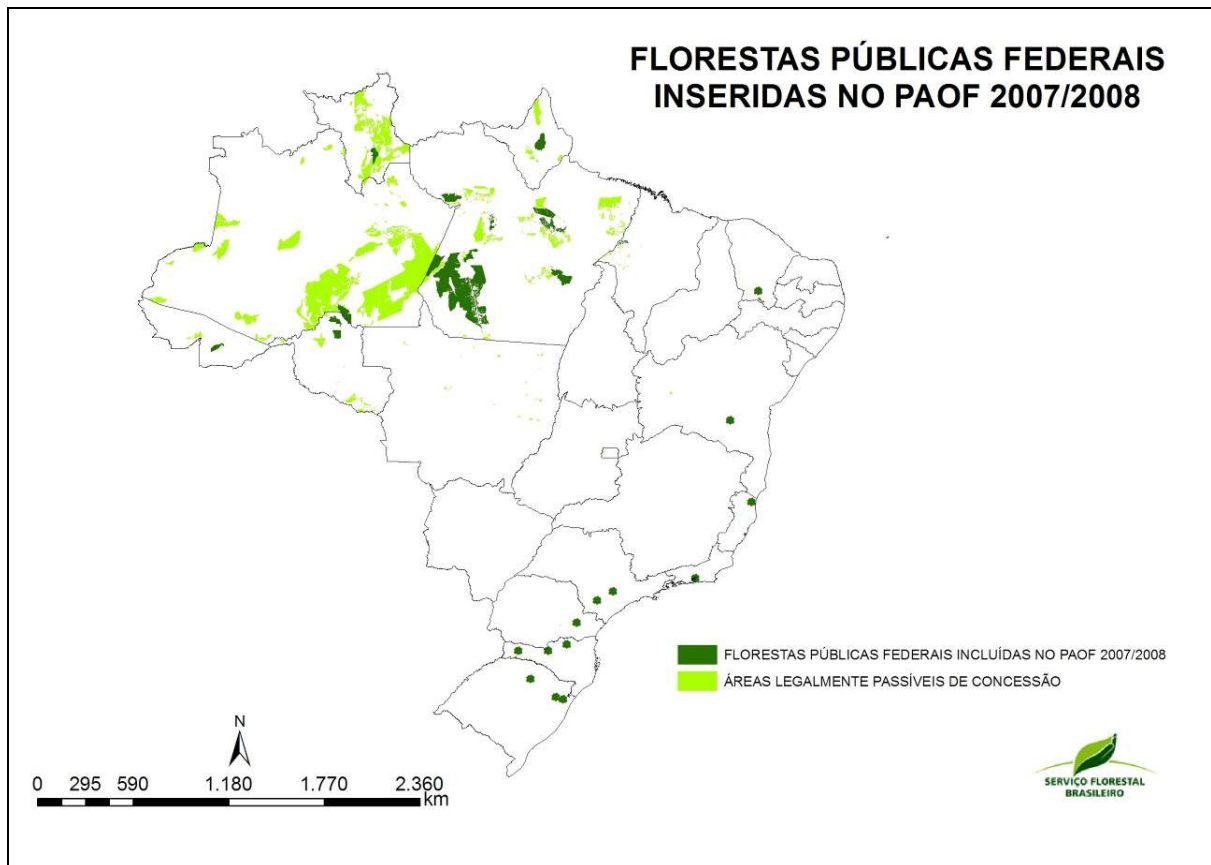 FLORESTAS PÚBLICAS FEDERAIS
INSERIDAS NO PAOF 2007/2008
FLORESTAS PÚBLICAS FEDERAIS INCLUÍDAS NO PAOF 2007/2008
ÁREAS LEGALMENTE PASSÍVEIS DE CONCESSÃO
N
0 295 590 1.180 1.770 2.360
km
SERVIÇO FLORESTAL
BRASILEIRO